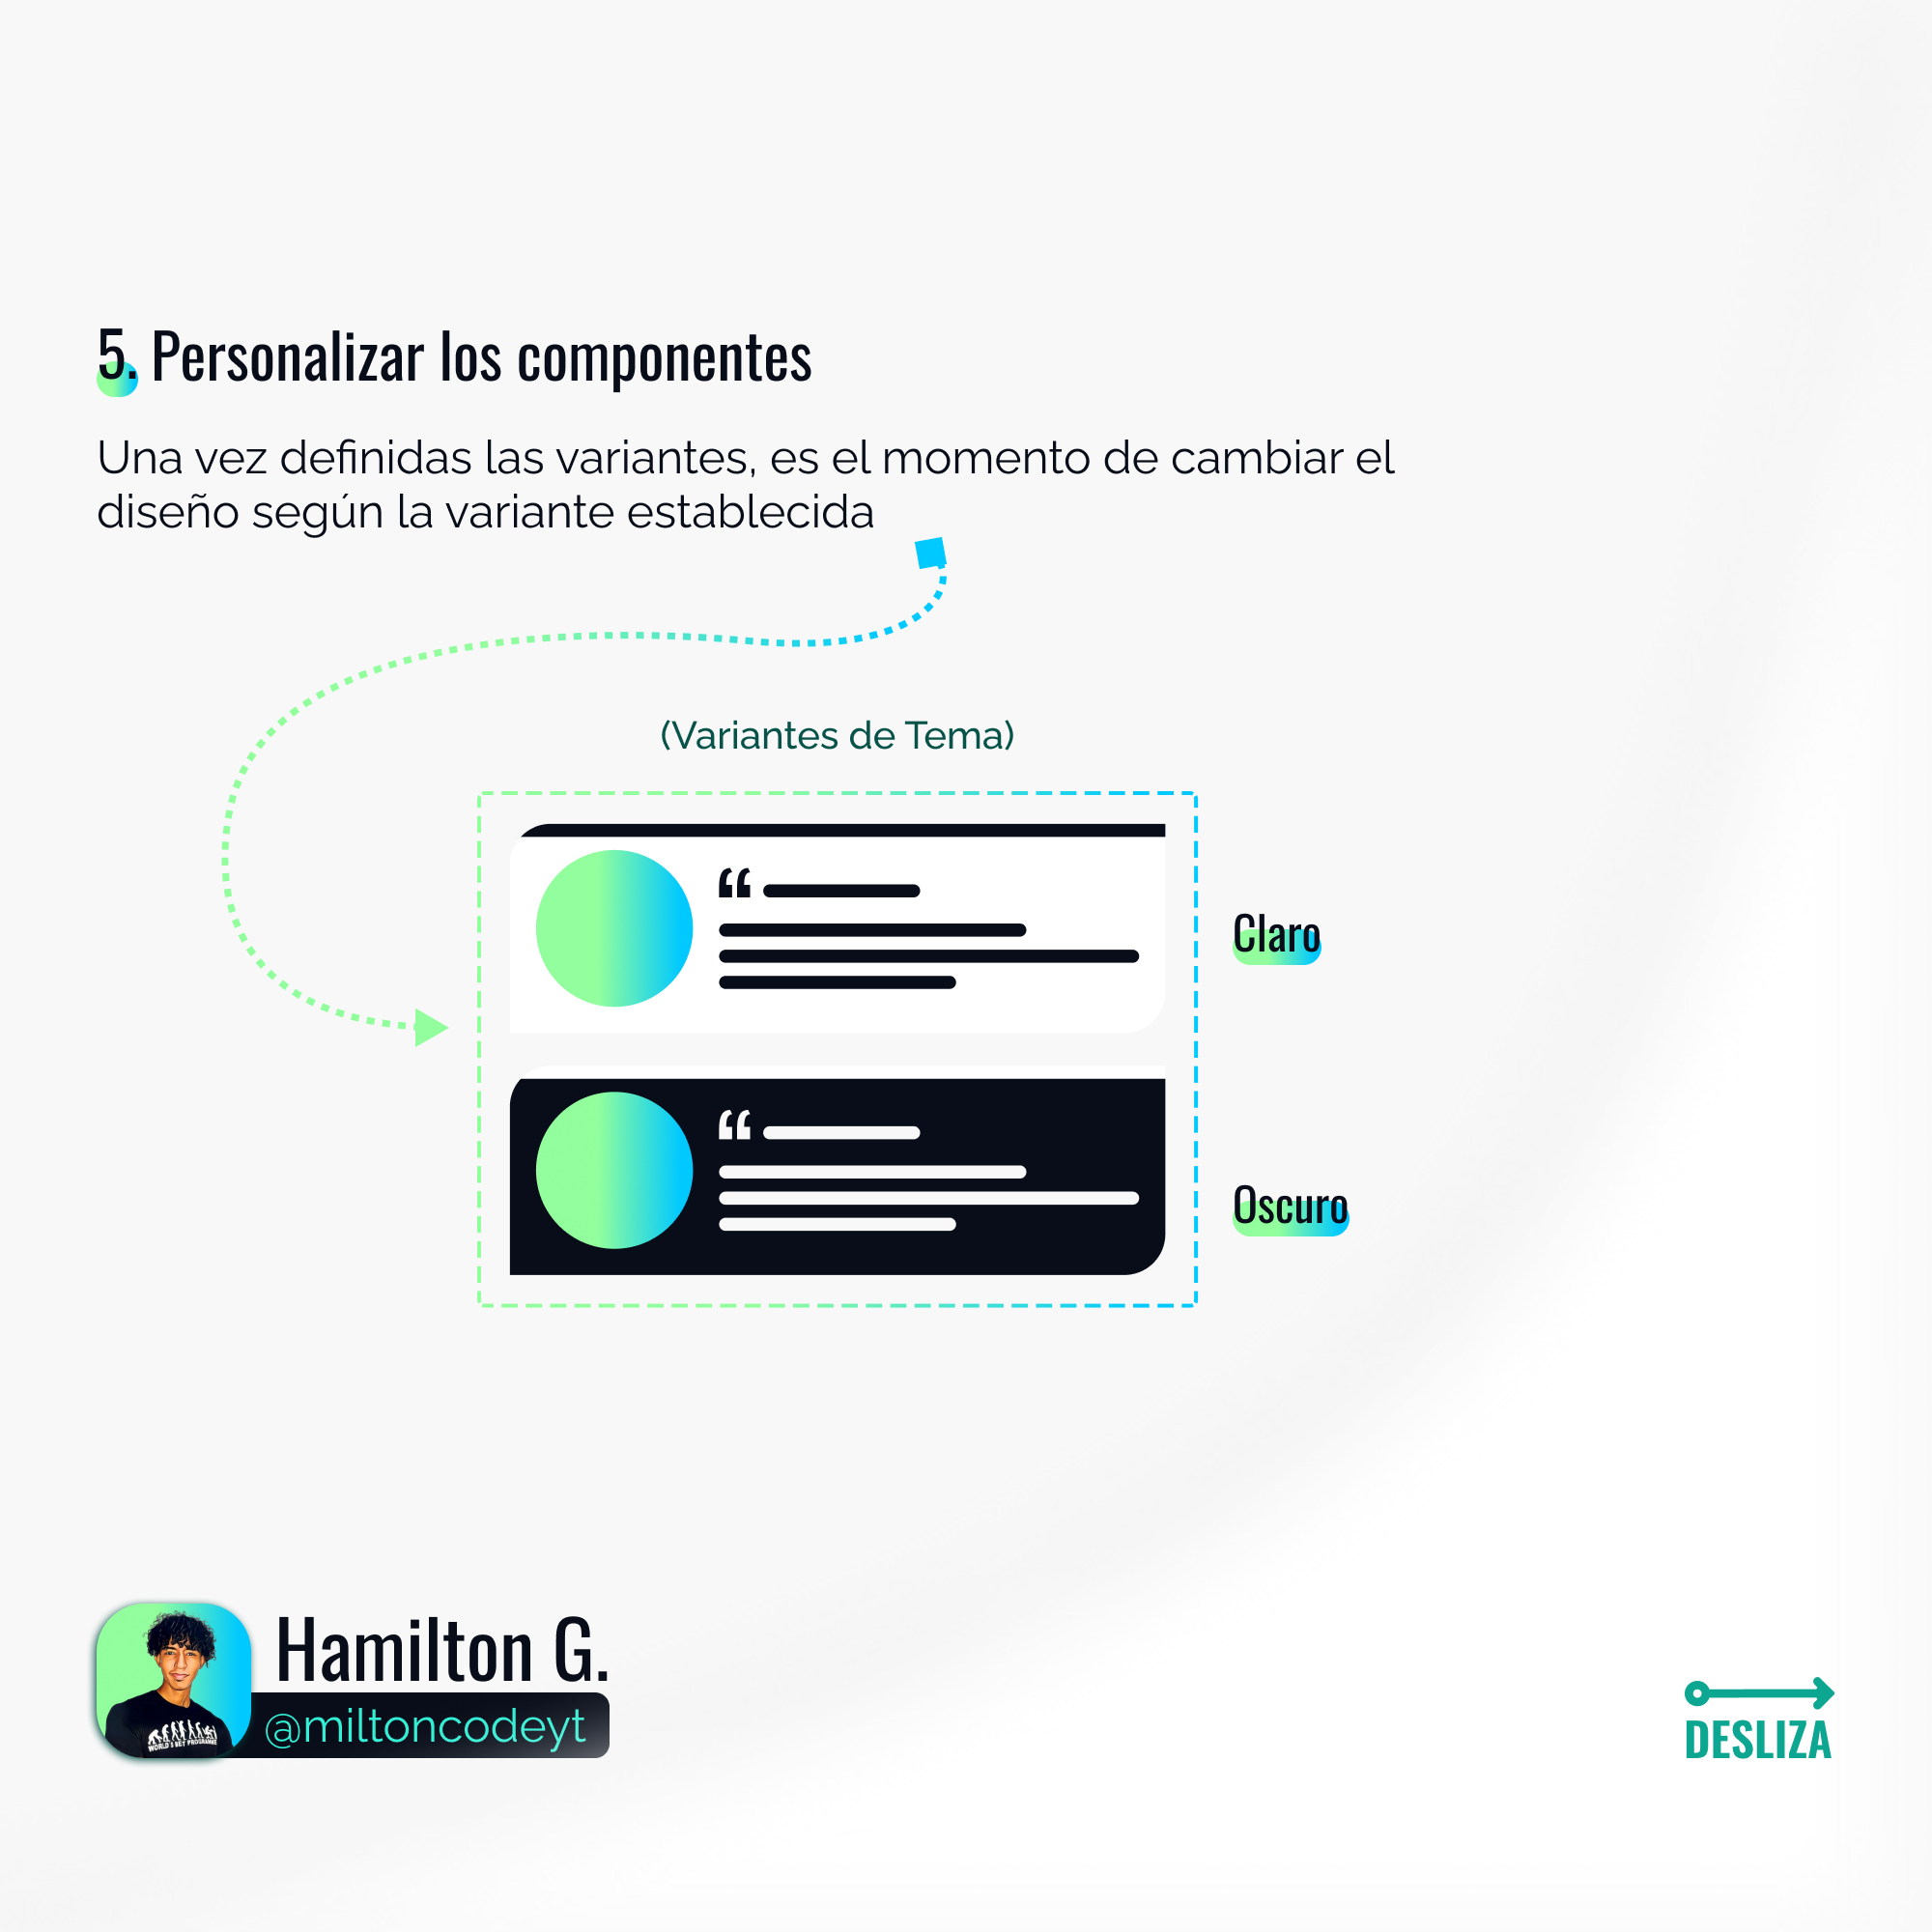 5. Personalizar los componentes
Una vez definidas las variantes, es el momento de cambiar el
diseño según la variante establecida
(Variantes de Tema)
“
Claro
“
Oscuro
Hamilton G.
@miltoncodeyt
DESLIZA